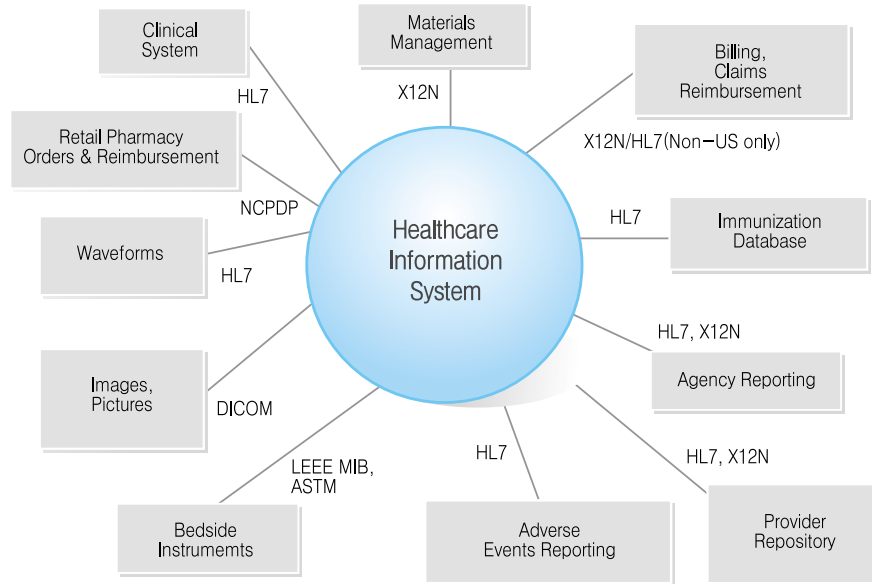 Clinical
System
Materials
Management
Billing,
Claims
Reimbursement
HL7
X12N
Retail Pharmacy
Orders & Reimbursement
X12N/HL7(Non-US only)
NCPDP
Healthcare
Information
System
HL7
Immunization
Database
Waveforms
HL7
HL7, X12N
Agency Reporting
Images,
Pictures
DICOM
HL7
HL7, X12N
LEEE MIB,
ASTM
Bedside
Instrumemts
Adverse
Events Reporting
Provider
Repository